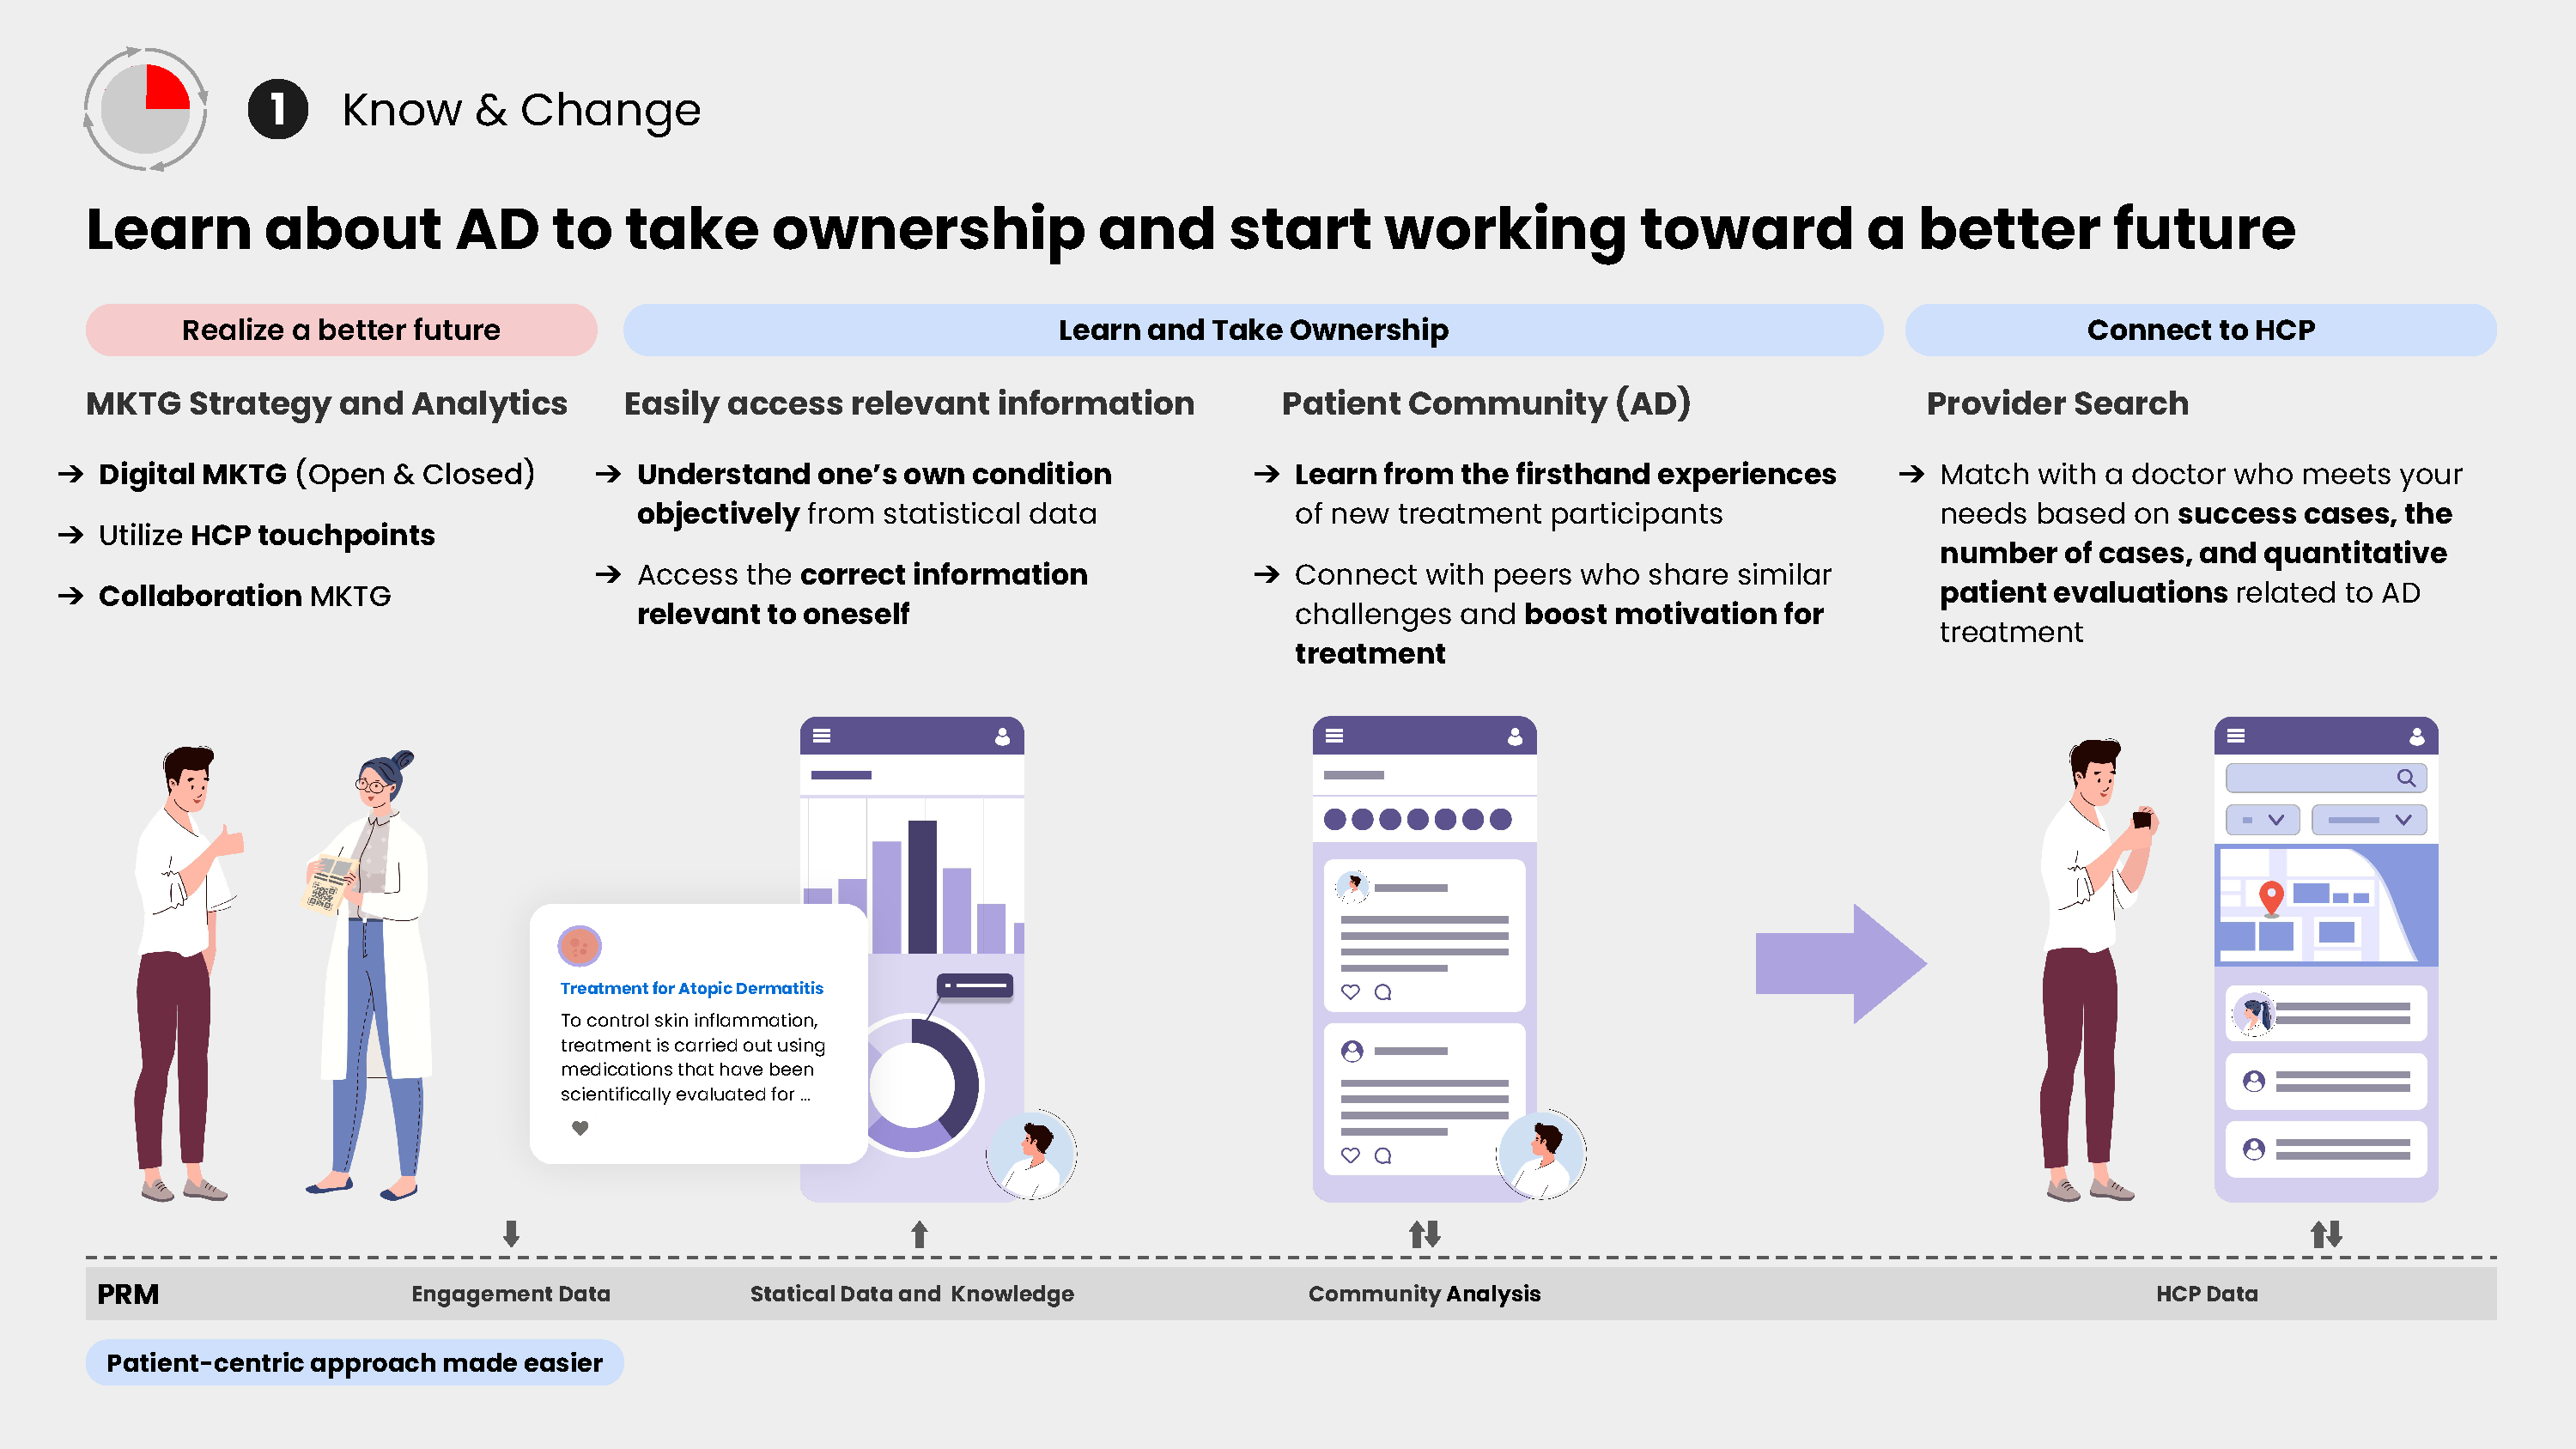 1 Know & Change
Learn about AD to take ownership and start working toward a better future
Realize a better future
Learn and Take Ownership
Connect to HCP
MKTG Strategy and Analytics
➔ Digital MKTG (Open & Closed)
➔ Utilize HCP touchpoints
➔ Collaboration MKTG
Easily access relevant information
➔ Understand one’s own condition
objectively from statistical data
➔ Access the correct information
relevant to oneself
Patient Community (AD)
➔ Learn from the firsthand experiences
of new treatment participants
➔ Connect with peers who share similar
challenges and boost motivation for
treatment
Provider Search
➔ Match with a doctor who meets your
needs based on success cases, the
number of cases, and quantitative
patient evaluations related to AD
treatment
Treatment for Atopic Dermatitis
To control skin inflammation,
treatment is carried out using
medications that have been
scientifically evaluated for ...
PRM
Engagement Data
Statical Data and Knowledge
Community Analysis
HCP Data
Patient-centric approach made easier